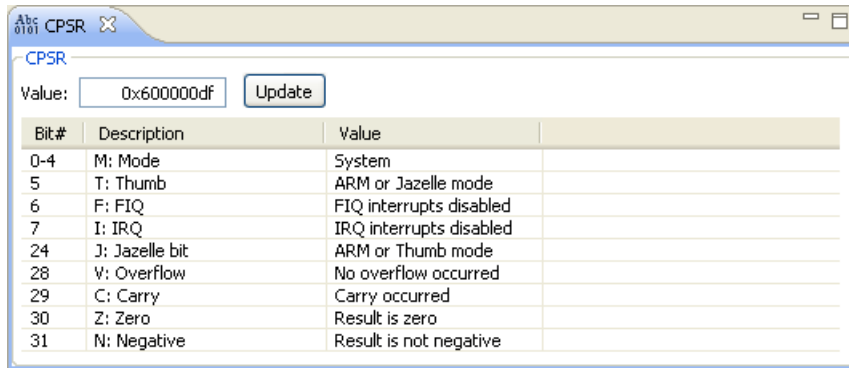 Abc 0101 CPSR
CPSR
Value: 0x600000df Update
Bit# Description Value
0-4 M: Mode System
5 T: Thumb ARM or Jazelle mode
6 F: FIQ FIQ interrupts disabled
7 I: IRQ IRQ interrupts disabled
24 J: Jazelle bit ARM or Thumb mode
28 V: Overflow No overflow occurred
29 C: Carry Carry occurred
30 Z: Zero Result is zero
31 N: Negative Result is not negative